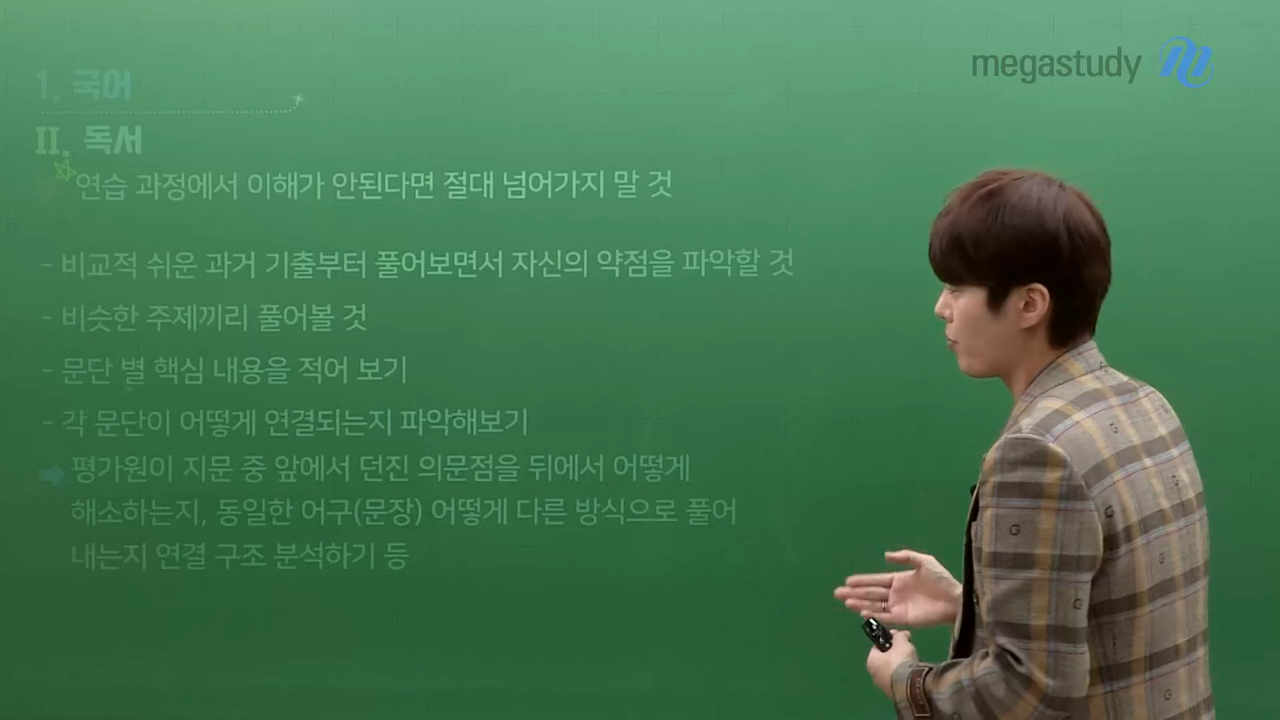 megastudy
1. 국어
II. 독서
연습 과정에서 이해가 안된다면 절대 넘어가지 말 것
- 비교적 쉬운 과거 기출부터 풀어보면서 자신의 약점을 파악할 것
- 비슷한 주제끼리 풀어볼 것
- 문단 별 핵심 내용을 적어 보기
- 각 문단이 어떻게 연결되는지 파악해보기
평가원이 지문 중 앞에서 던진 의문점을 뒤에서 어떻게
해소하는지, 동일한 어구(문장) 어떻게 다른 방식으로 풀어
내는지 연결 구조 분석하기 등